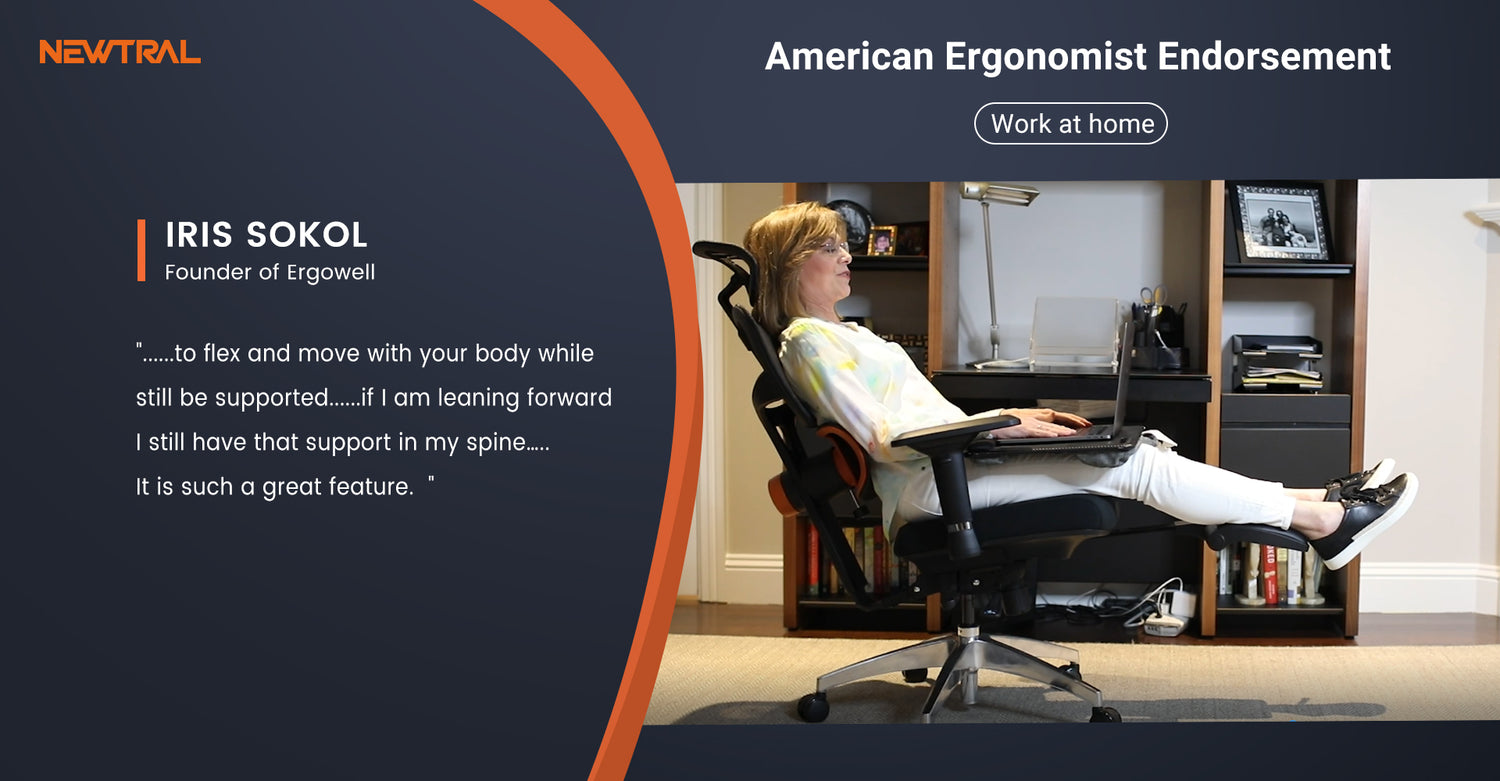 NEWTRAL
American Ergonomist Endorsement
Work at home
IRIS SOKOL
Founder of Ergowell
"......to flex and move with your body while
still be supported......if I am leaning forward
I still have that support in my spine.....
It is such a great feature. "